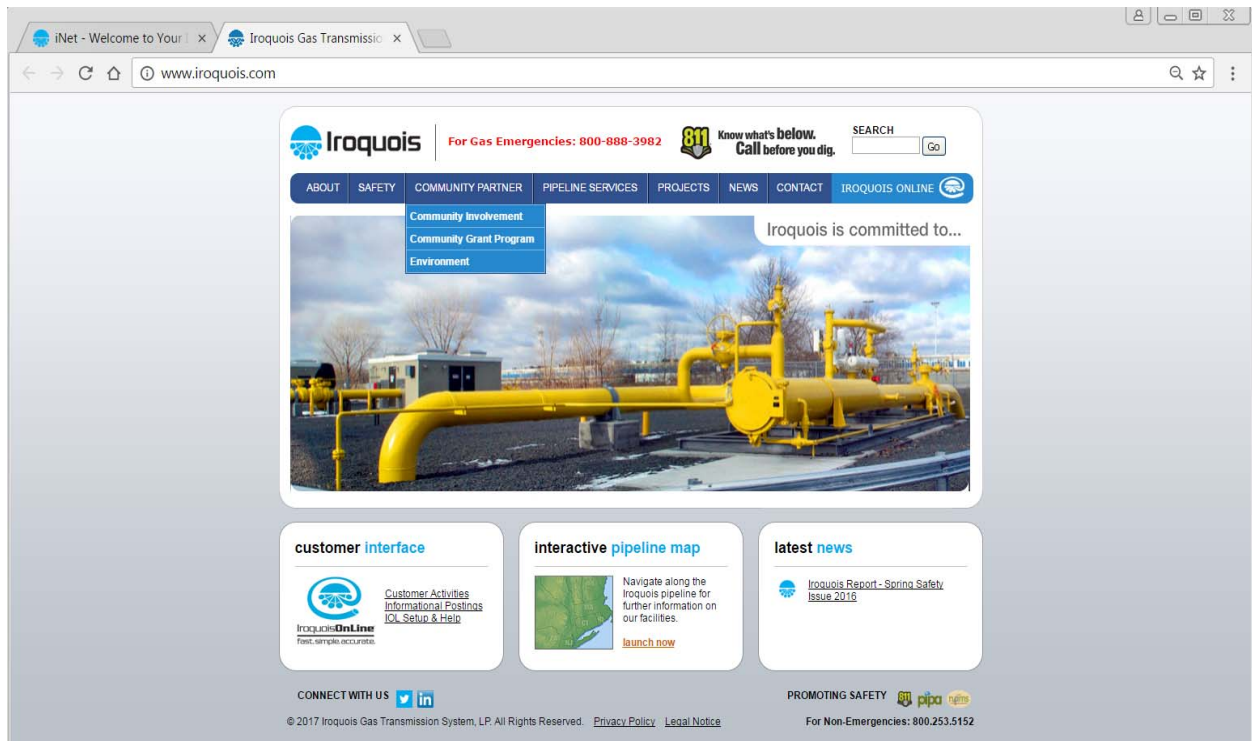 iNet - Welcome to Your I
Iroquois Gas Transmissio
www.iroquois.com
Iroquois
For Gas Emergencies: 800-888-3982
811
Know what's below.
Call before you dig.
SEARCH
Go
ABOUT SAFETY COMMUNITY PARTNER PIPELINE SERVICES PROJECTS NEWS CONTACT IROQUOIS ONLINE
Community Involvement
Community Grant Program
Environment
Iroquois is committed to...
customer interface
IroquoisOnLine
fast.simple.accurate.
Customer Activities
Informational Postings
IOL Setup & Help
interactive pipeline map
Navigate along the
Iroquois pipeline for
further information on
our facilities.
launch now
latest news
Iroquois Report - Spring Safety
Issue 2016
CONNECT WITH US
PROMOTING SAFETY 811 pipa
© 2017 Iroquois Gas Transmission System, LP. All Rights Reserved. Privacy Policy Legal Notice
For Non-Emergencies: 800.253.5152